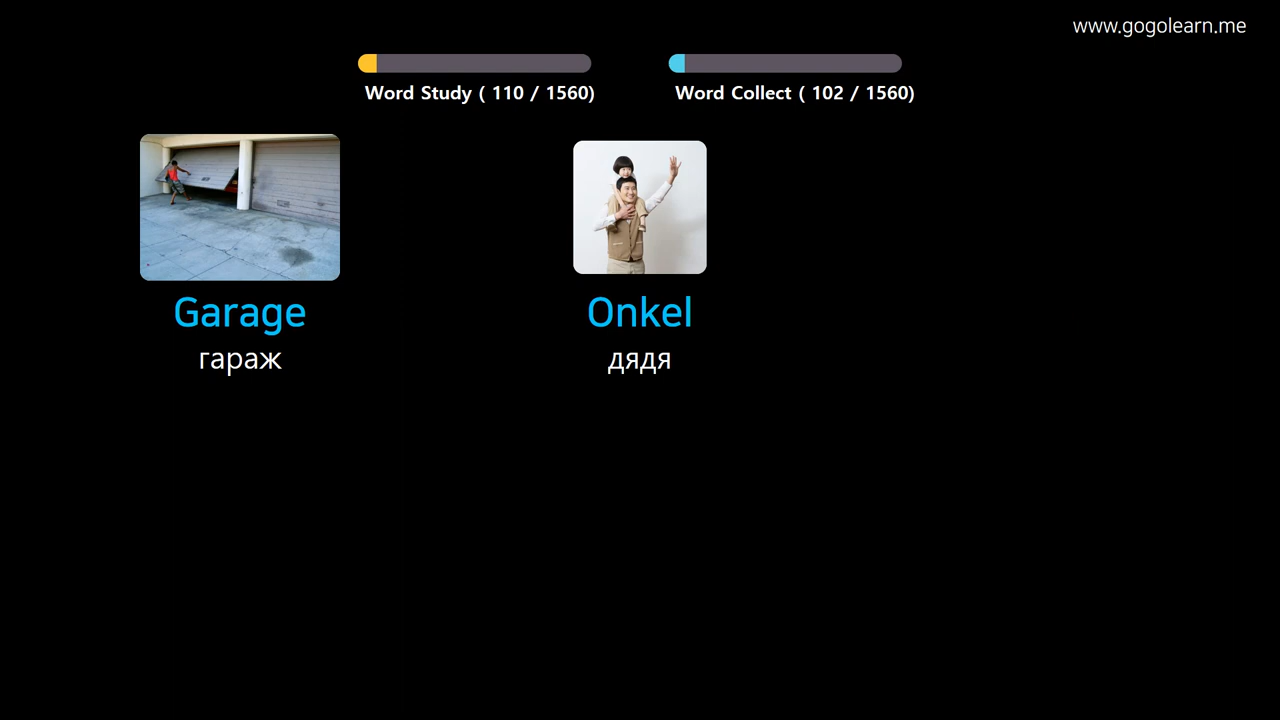 www.gogolearn.me
Word Study ( 110 / 1560)
Word Collect ( 102 / 1560)
Garage
гараж
Onkel
дядя